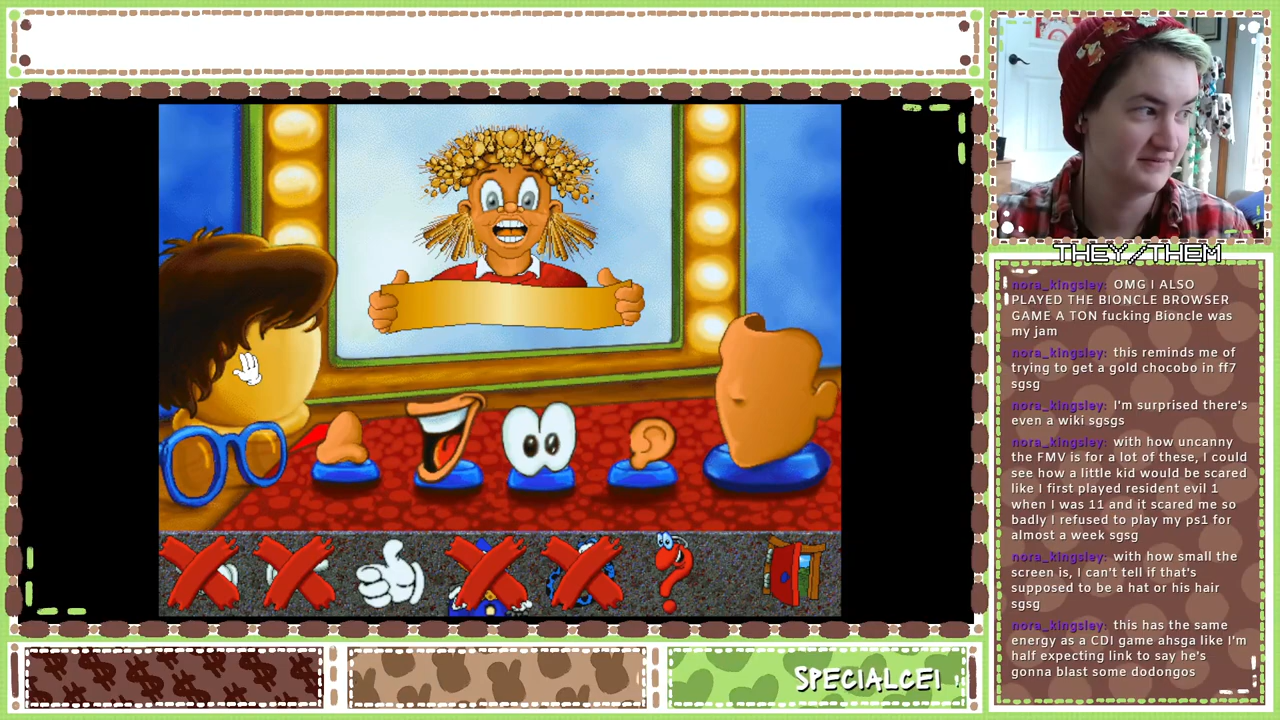 THEY/THEM
nora_kingsley: OMG I ALSO
PLAYED THE BIONCLE BROWSER
GAME A TON fucking Bioncle was
my jam
nora_kingsley: this reminds me of
trying to get a gold chocobo in ff7
sgsg
nora_kingsley: I'm surprised there's
even a wiki sgsgs
nora_kingsley: with how uncanny
the FMV is for a lot of these, I could
see how a little kid would be scared
like I first played resident evil 1
when I was 11 and it scared me so
badly I refused to play my ps1 for
almost a week sgsg
nora_kingsley: with how small the
screen is, I can't tell if that's
supposed to be a hat or his hair
sgsg
nora_kingsley: this has the same
energy as a CDI game ahsga like I'm
half expecting link to say he's
gonna blast some dodongos
SPECIALCEI